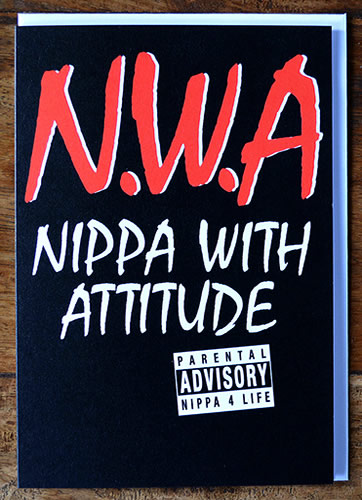 N.W.A
NIPPA WITH
ATTITUDE
PARENTAL
ADVISORY
NIPPA 4 LIFE